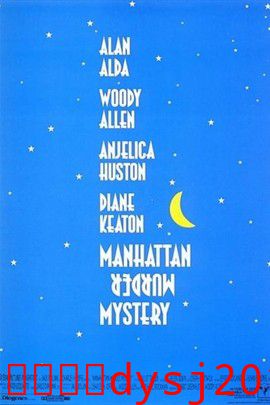 ALAN
ALDA
WOODY
ALLEN
ANJELICA
HUSTON
DIANE
KEATON
MANHATTAN
MURDER
MYSTERY
dysj20